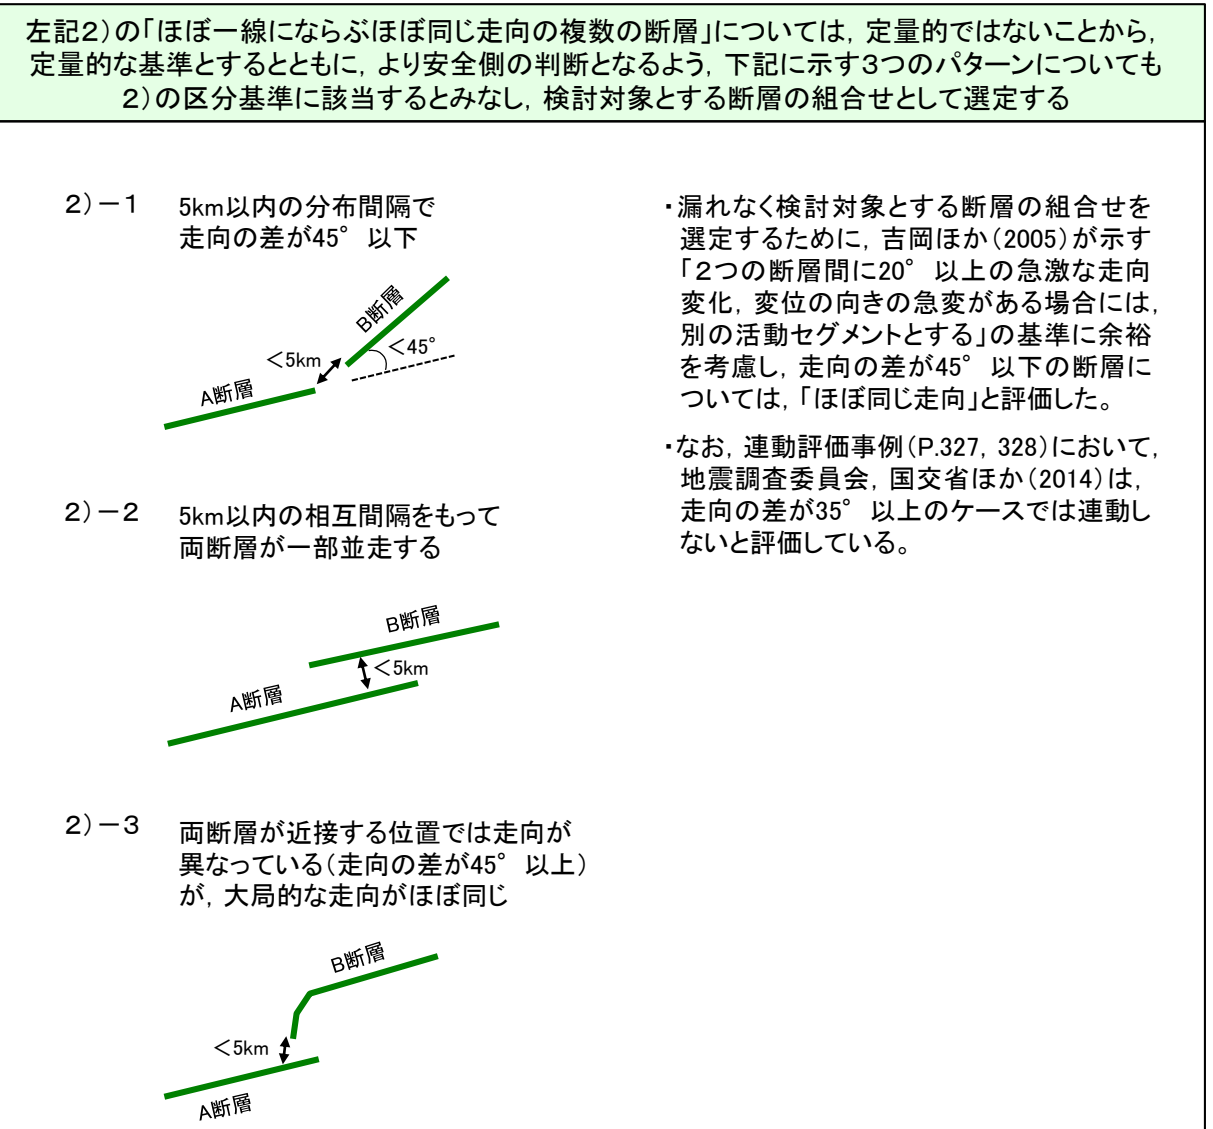 左記2)の「ほぼ一線にならぶほぼ同じ走向の複数の断層」については，定量的ではないことから，
定量的な基準とするとともに，より安全側の判断となるよう，下記に示す3つのパターンについても
2)の区分基準に該当するとみなし，検討対象とする断層の組合せとして選定する
2)－1 5km以内の分布間隔で
走向の差が45°以下
B断層
＜5km
＜45°
A断層
・漏れなく検討対象とする断層の組合せを
選定するために，吉岡ほか(2005)が示す
「2つの断層間に20°以上の急激な走向
変化，変位の向きの急変がある場合には，
別の活動セグメントとする」の基準に余裕
を考慮し，走向の差が45°以下の断層に
ついては，「ほぼ同じ走向」と評価した。
・なお，連動評価事例(P.327，328)において，
地震調査委員会，国交省ほか(2014)は，
走向の差が35°以上のケースでは連動し
ないと評価している。
2)－2 5km以内の相互間隔をもって
両断層が一部並走する
B断層
＜5km
A断層
2)－3 両断層が近接する位置では走向が
異なっている(走向の差が45°以上)
が，大局的な走向がほぼ同じ
B断層
＜5km
A断層